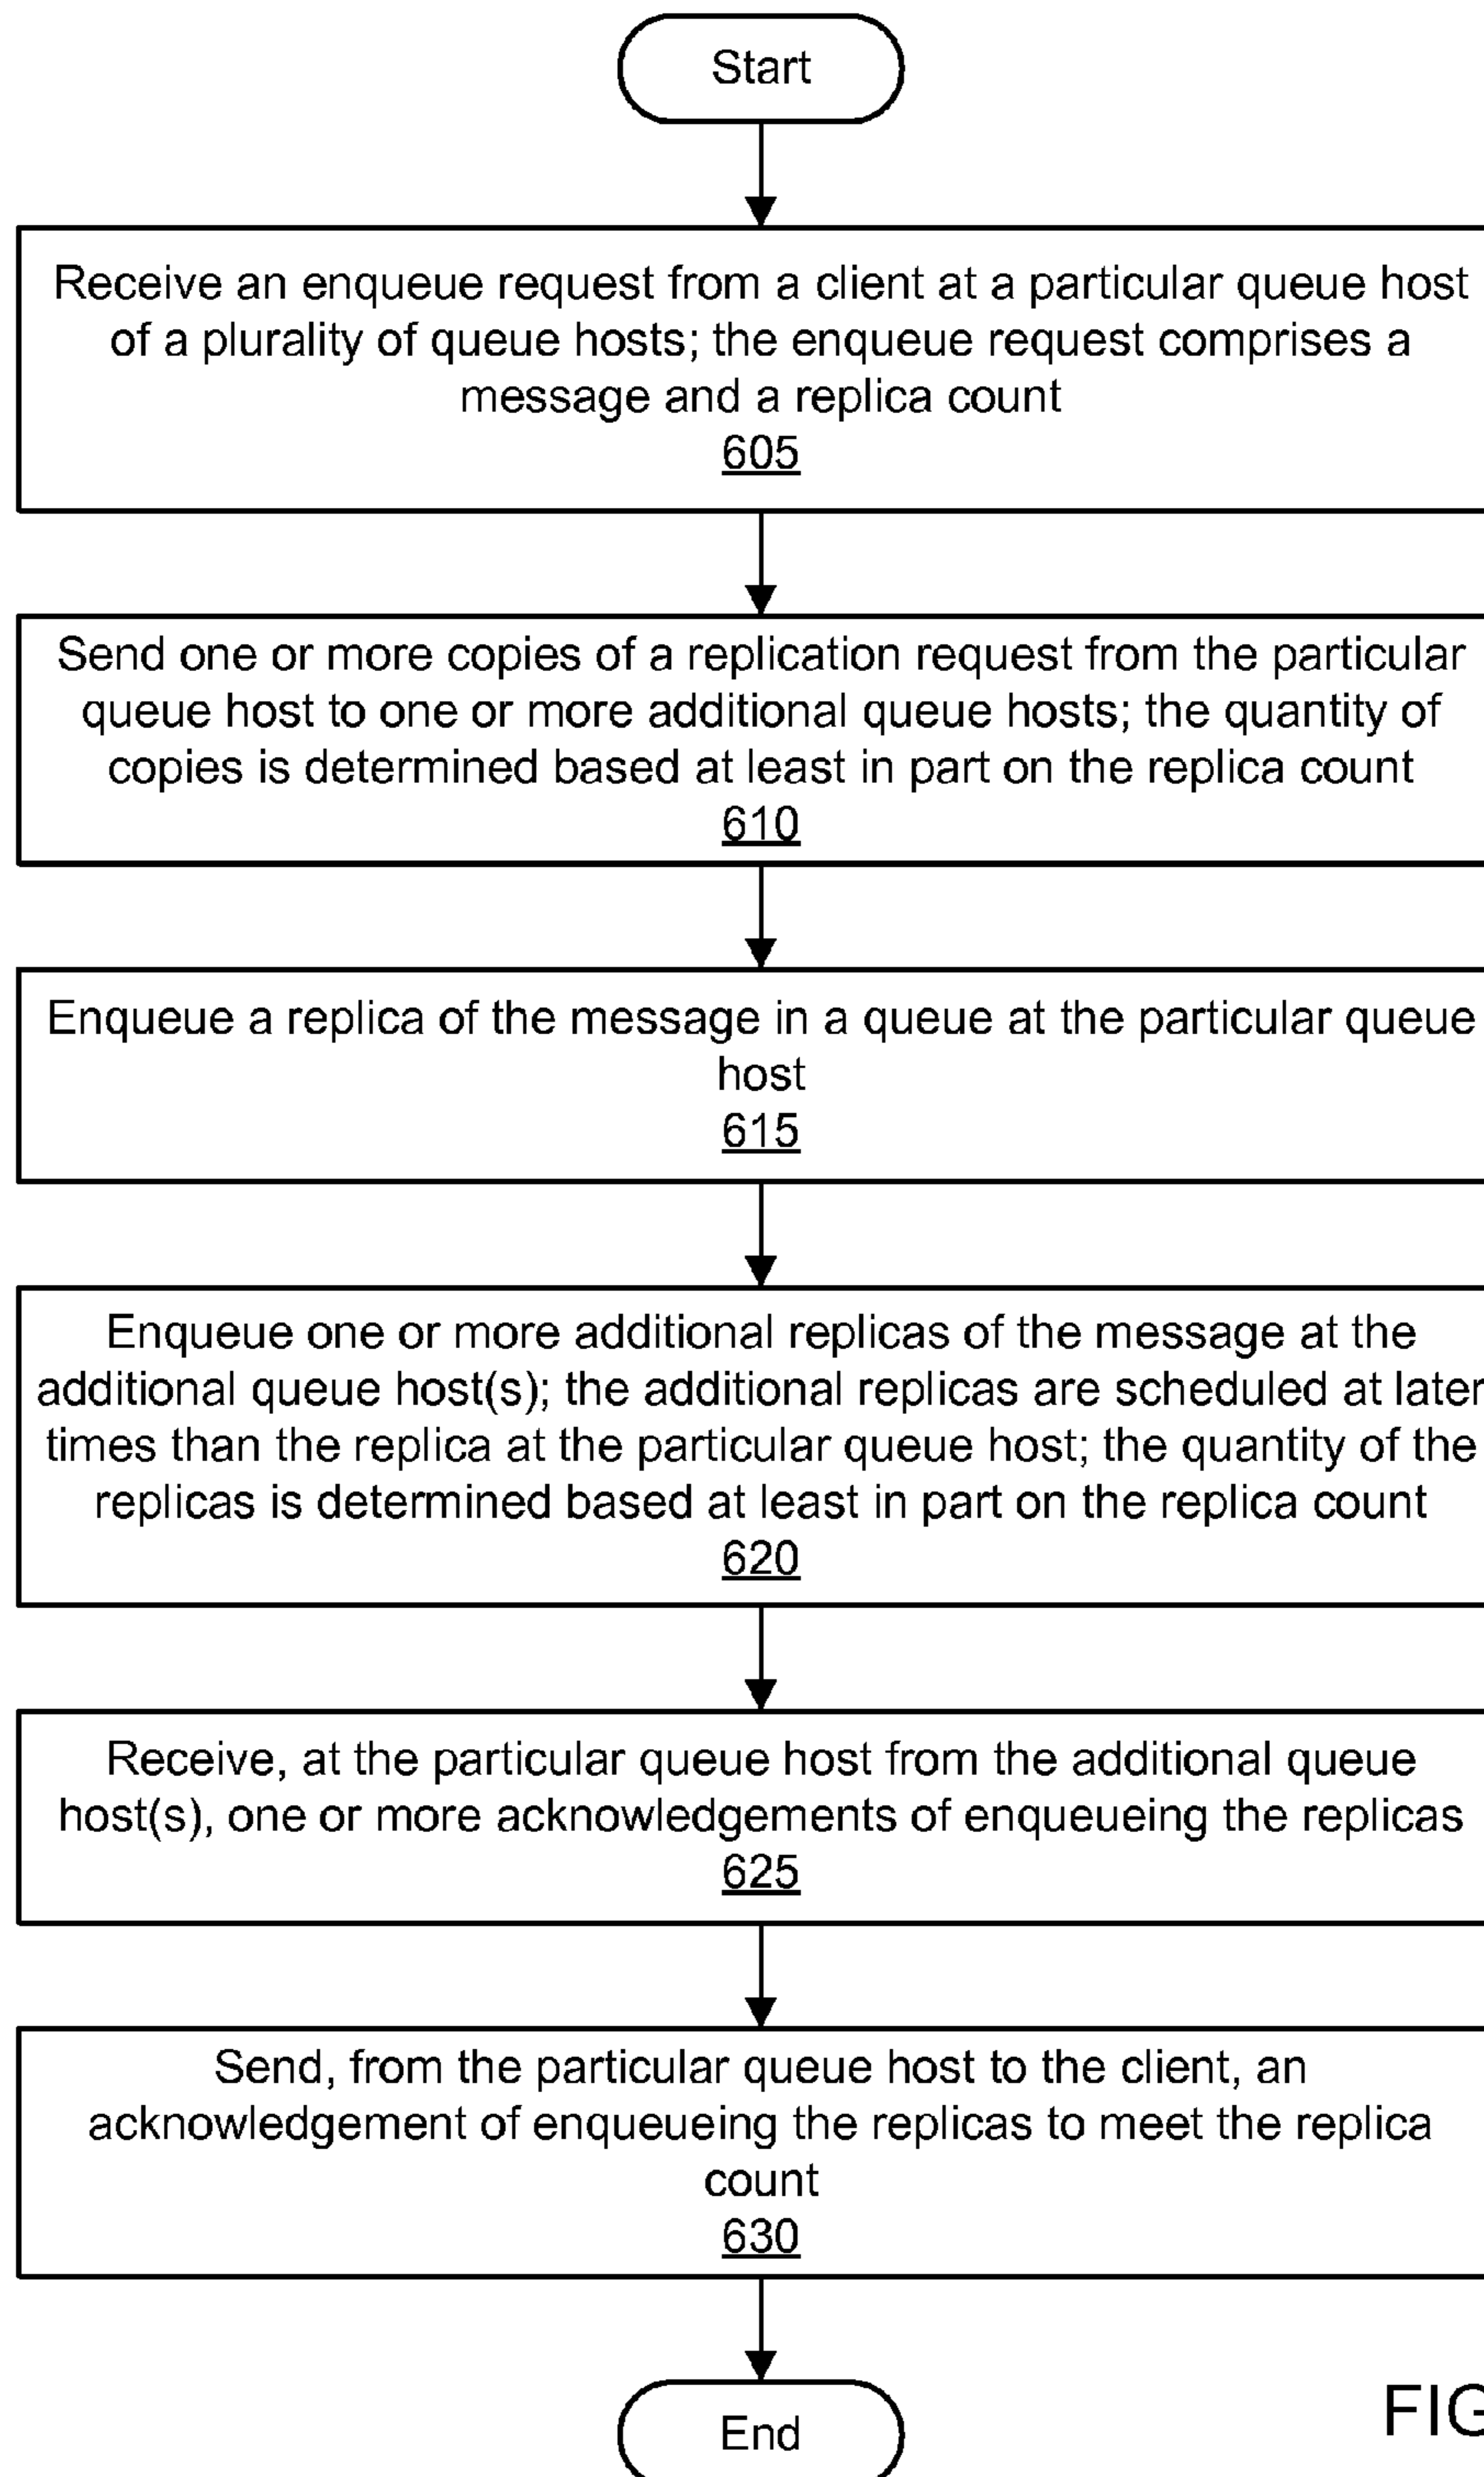 Start
Receive an enqueue request from a client at a particular queue host
of a plurality of queue hosts; the enqueue request comprises a
message and a replica count
605
Send one or more copies of a replication request from the particular
queue host to one or more additional queue hosts; the quantity of
copies is determined based at least in part on the replica count
610
Enqueue a replica of the message in a queue at the particular queue
host
615
Enqueue one or more additional replicas of the message at the
additional queue host(s); the additional replicas are scheduled at later
times than the replica at the particular queue host; the quantity of the
replicas is determined based at least in part on the replica count
620
Receive, at the particular queue host from the additional queue
host(s), one or more acknowledgements of enqueueing the replicas
625
Send, from the particular queue host to the client, an
acknowledgement of enqueueing the replicas to meet the replica
count
630
End
FIG